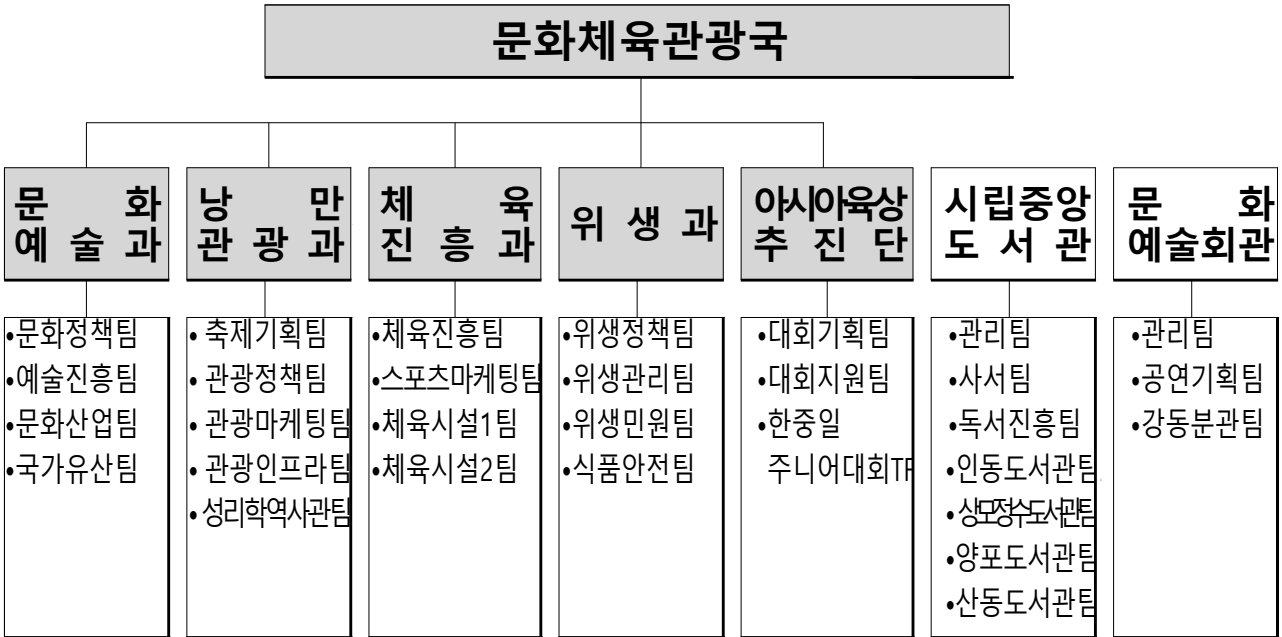 문화체육관광국
문 화
예 술 과
낭 만
관 광 과
체 육
진 흥 과
위 생 과
아시아육상
추 진 단
시립중앙
도 서 관
문 화
예술회관
•문화정책팀
•예술진흥팀
•문화산업팀
•국가유산팀
• 축제기획팀
• 관광정책팀
• 관광마케팅팀
• 관광인프라팀
• 성리학역사관팀
•체육진흥팀
•스포츠마케팅팀
•체육시설1팀
•체육시설2팀
•위생정책팀
•위생관리팀
•위생민원팀
•식품안전팀
•대회기획팀
•대회지원팀
•한중일
주니어대회TF
•관리팀
•사서팀
•독서진흥팀
•인동도서관팀
•상모정수도서관팀
•양포도서관팀
•산동도서관팀
•관리팀
•공연기획팀
•강동분관팀